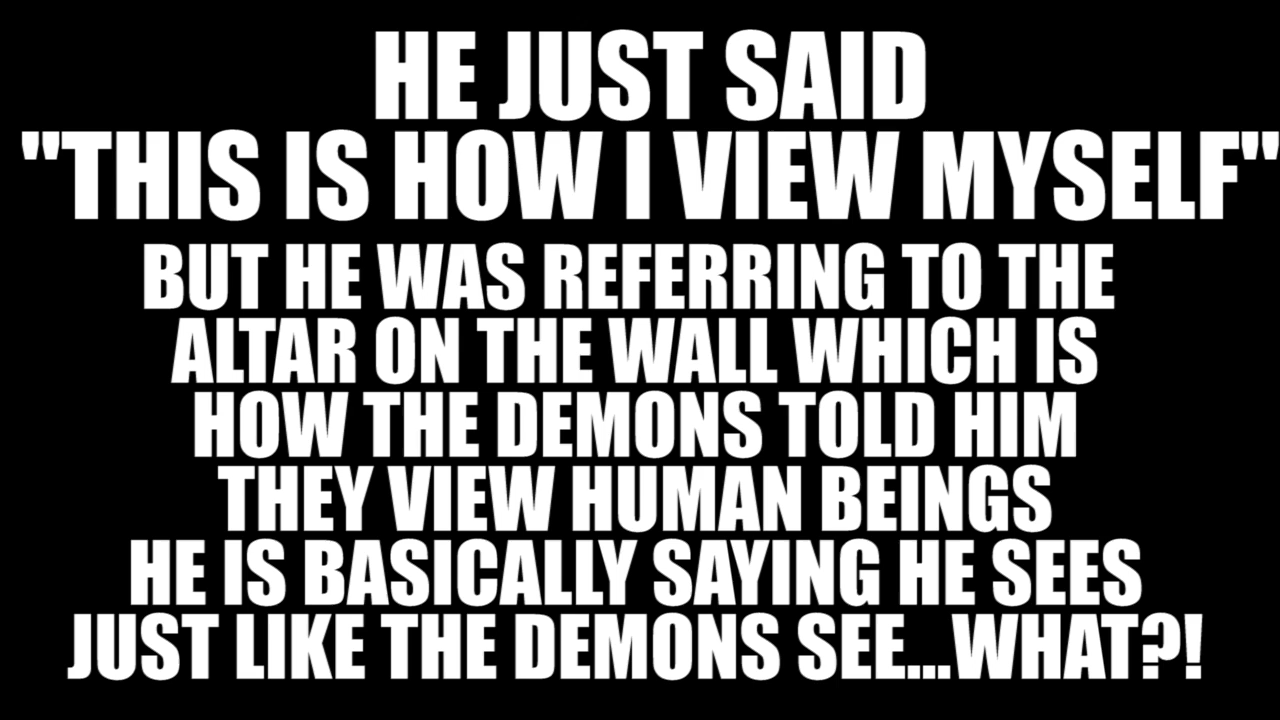 HE JUST SAID
"THIS IS HOW I VIEW MYSELF"
BUT HE WAS REFERRING TO THE
ALTAR ON THE WALL WHICH IS
HOW THE DEMONS TOLD HIM
THEY VIEW HUMAN BEINGS
HE IS BASICALLY SAYING HE SEES
JUST LIKE THE DEMONS SEE...WHAT?!